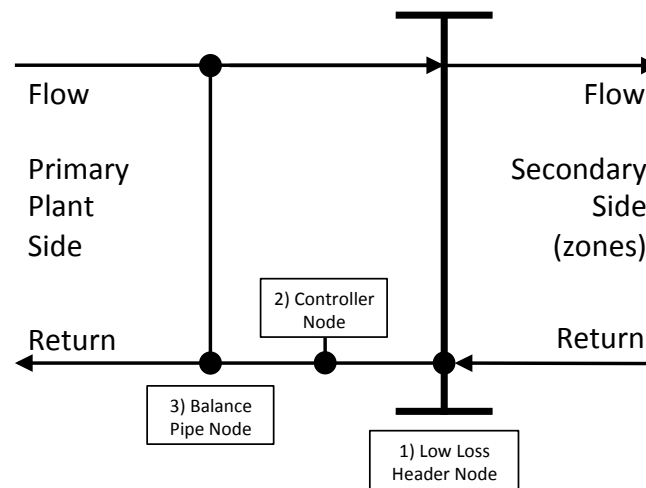 Flow
Flow
Primary
Plant
Side
Secondary
Side
(zones)
2) Controller
Node
Return
Return
3) Balance
Pipe Node
1) Low Loss
Header Node